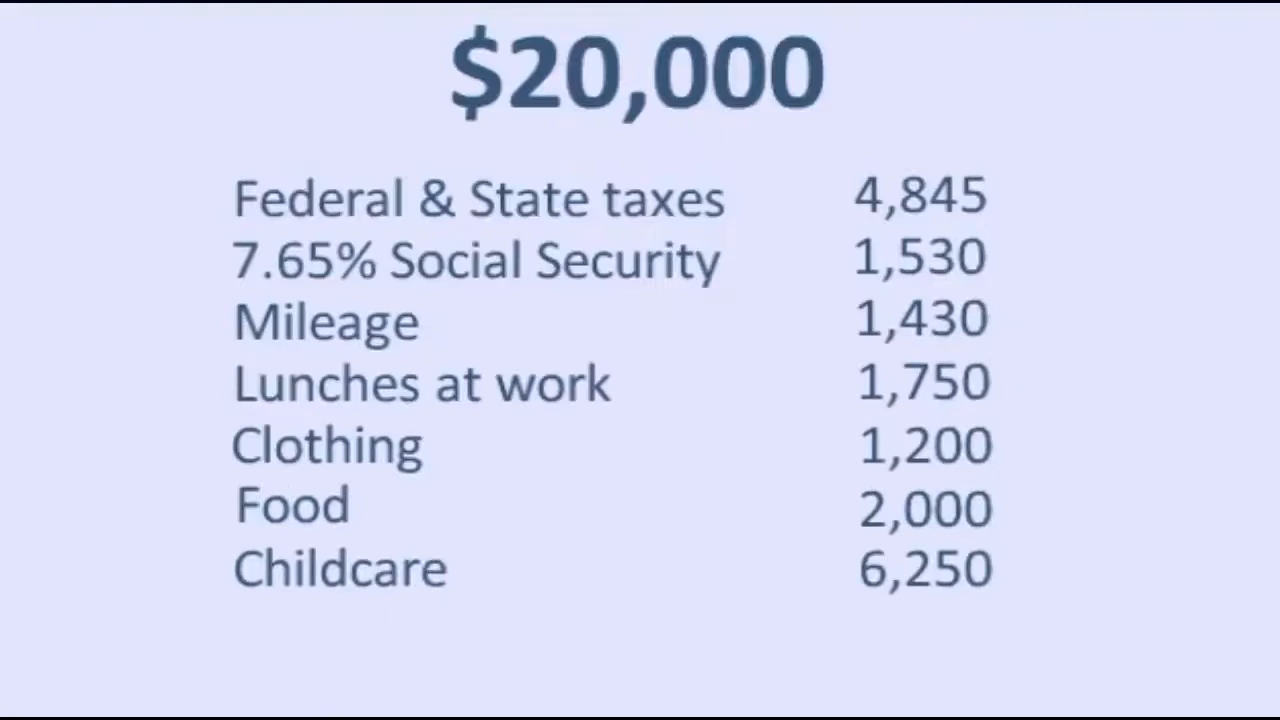 $20,000
Federal & State taxes 4,845
7.65% Social Security 1,530
Mileage 1,430
Lunches at work 1,750
Clothing 1,200
Food 2,000
Childcare 6,250